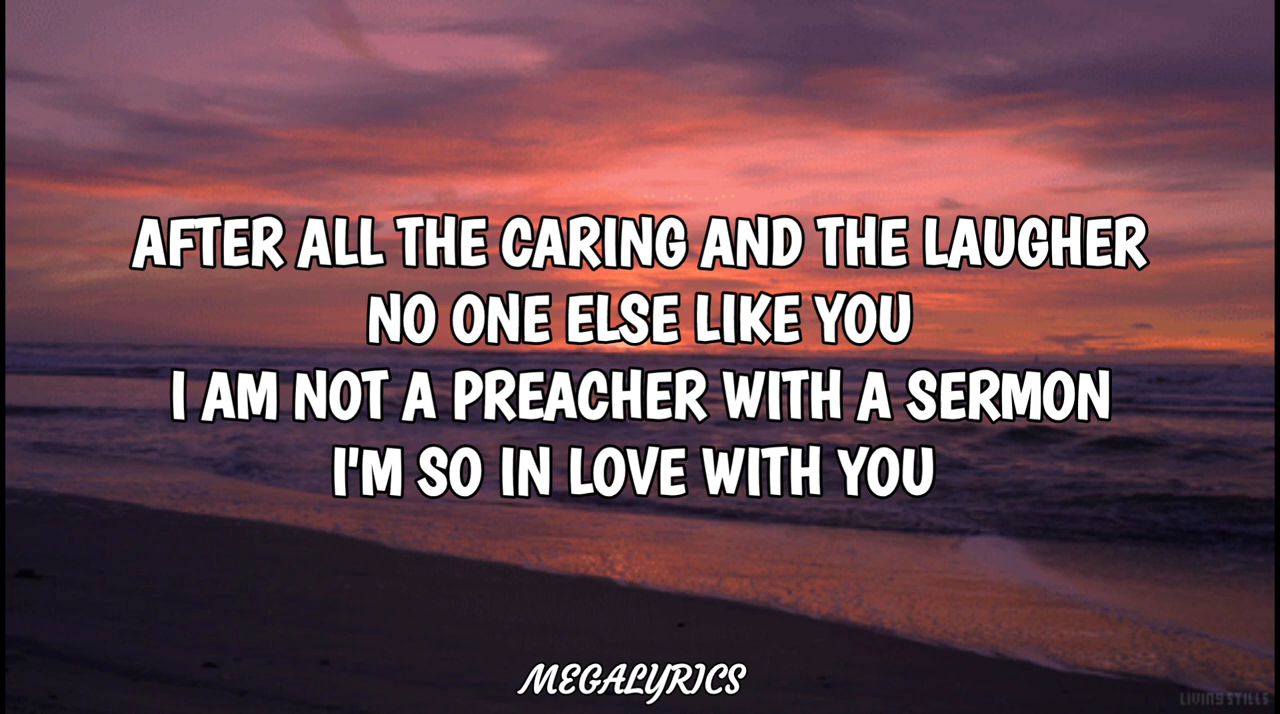 AFTER ALL THE CARING AND THE LAUGHER
NO ONE ELSE LIKE YOU
I AM NOT A PREACHER WITH A SERMON
I'M SO IN LOVE WITH YOU
MEGALYRICS
LIVING STILLS